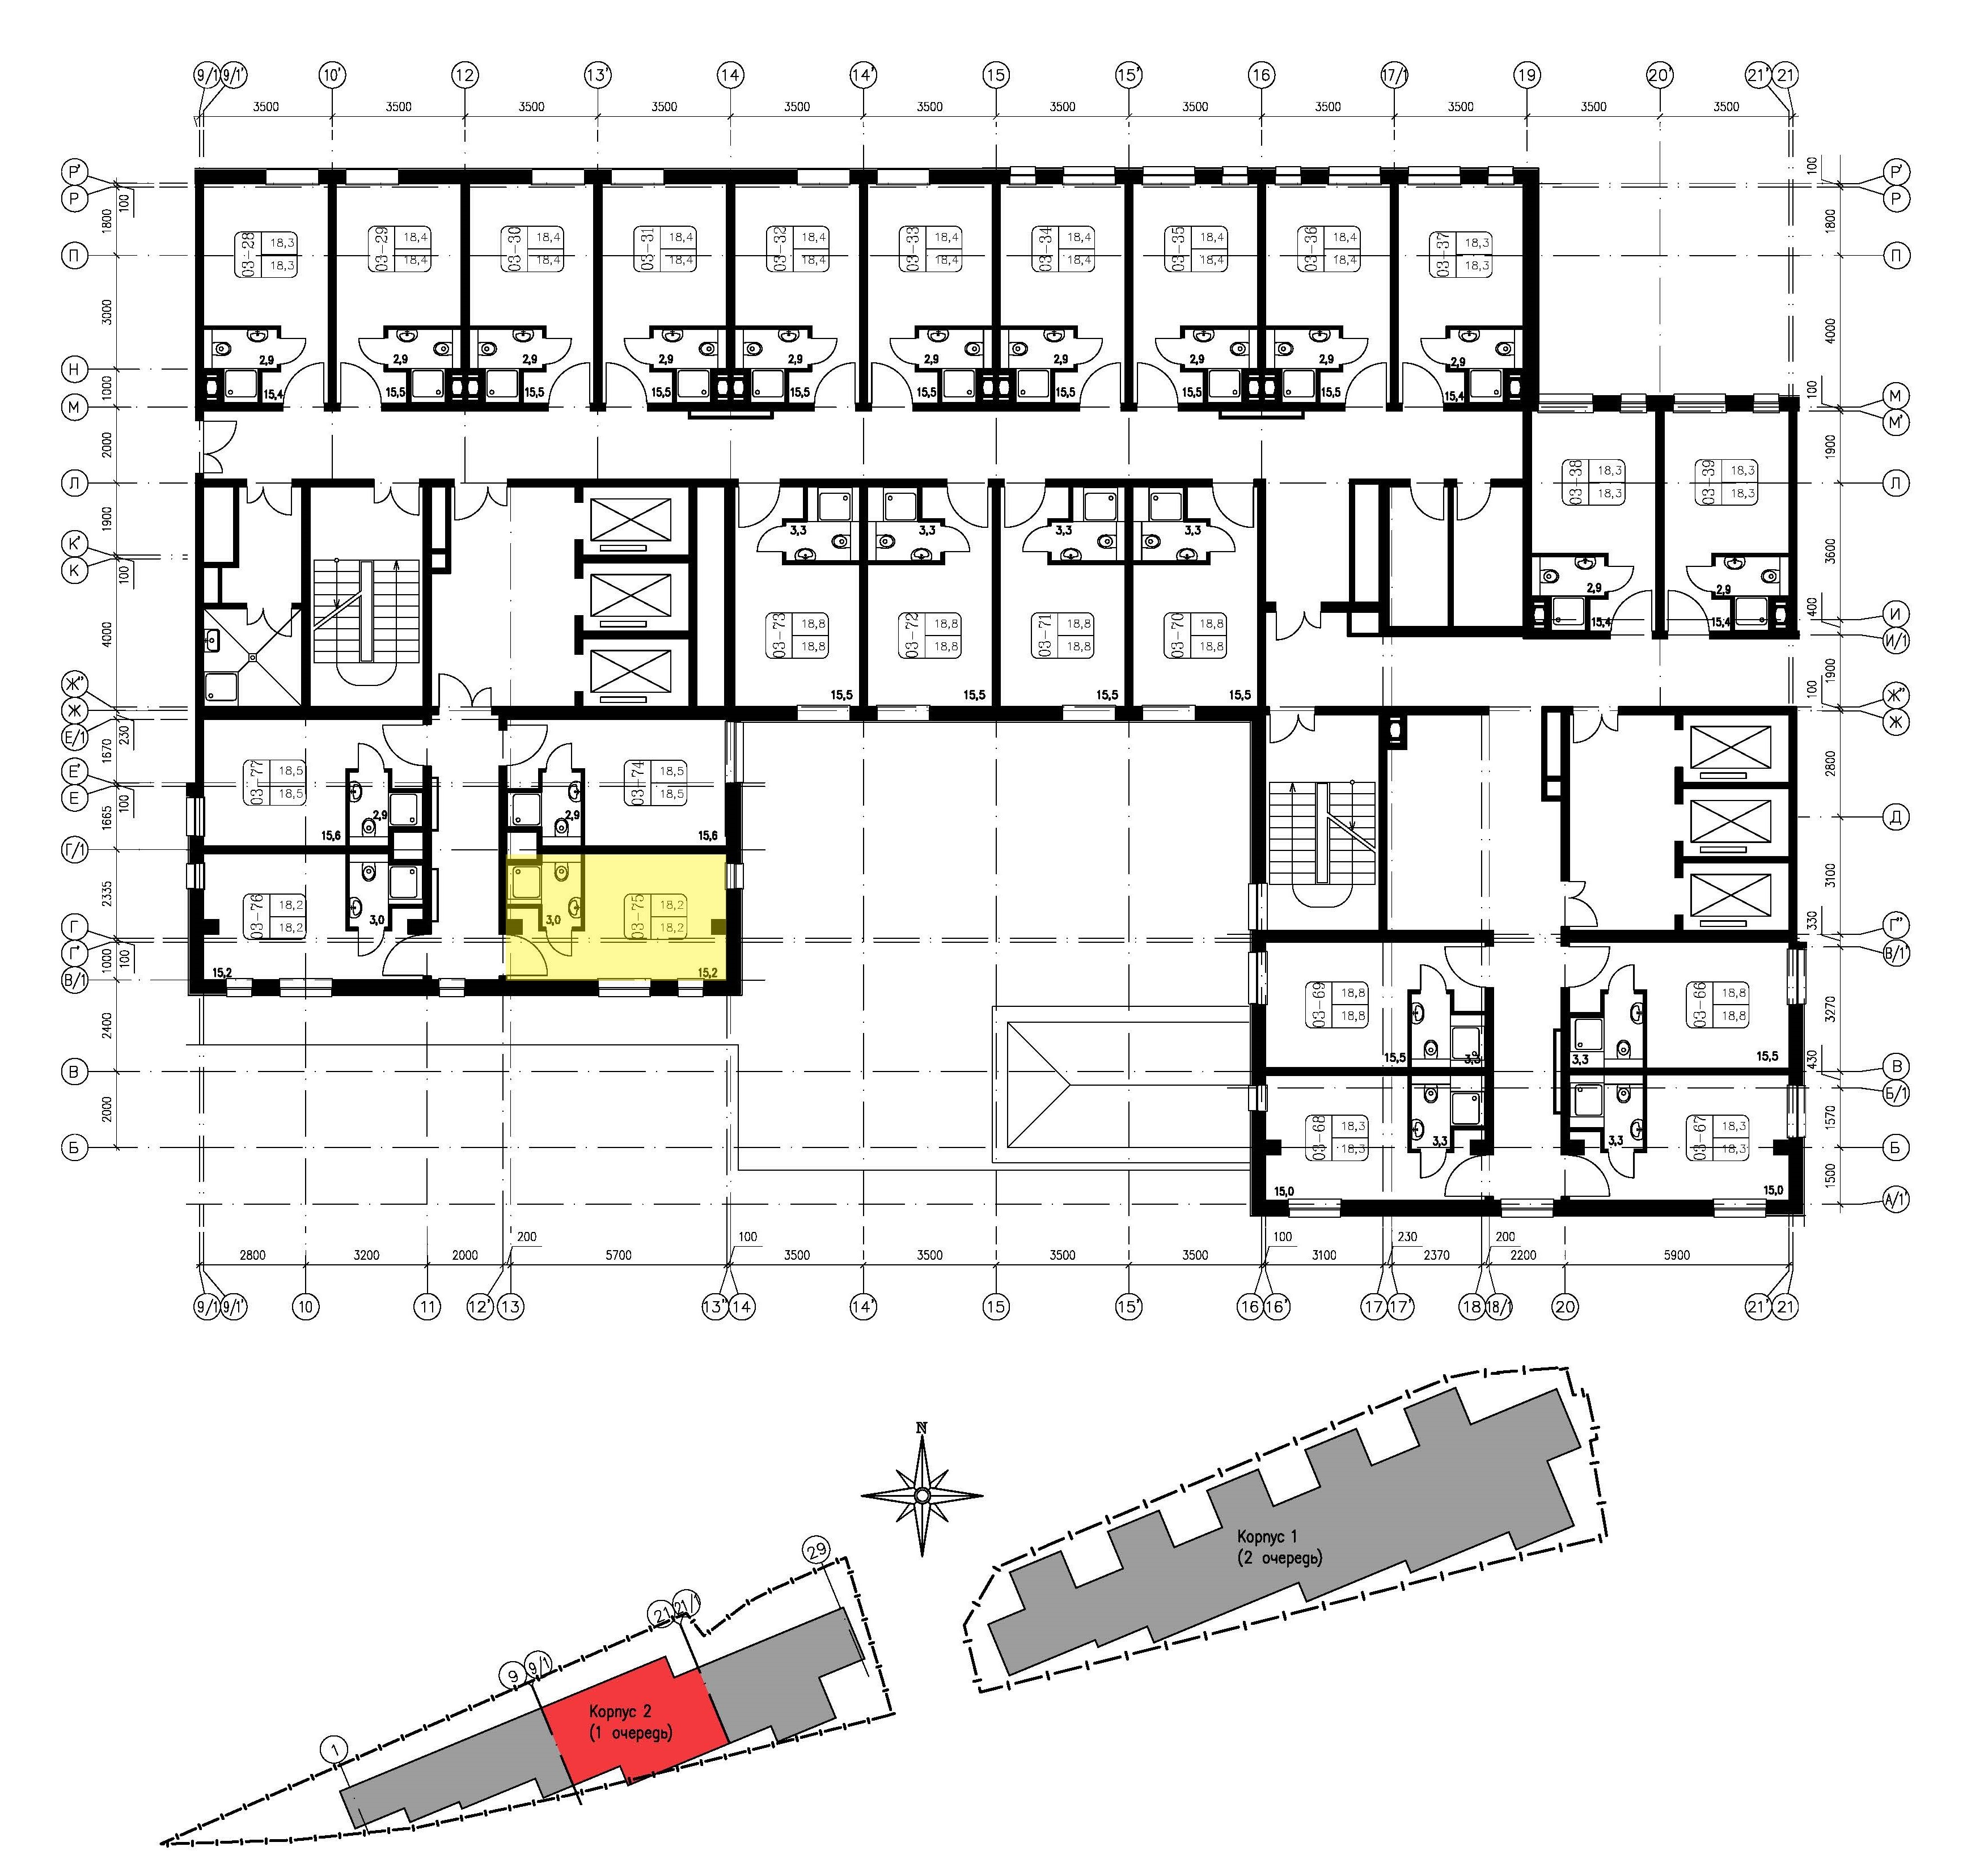 9/1 9/1' 10' 12 13' 14 14' 15 15' 16 17/1 19 20' 21' 21
3500 3500 3500 3500 3500 3500 3500 3500 3500 3500 3500 3500
Р' 100 100 Р'
Р Р
1800 1800
П П
03-28 18,3 18,3
03-29 18,4 18,4
03-30 18,4 18,4
03-31 18,4 18,4
03-32 18,4 18,4
03-33 18,4 18,4
03-34 18,4 18,4
03-35 18,4 18,4
03-36 18,4 18,4
03-37 18,3 18,3
3000 4000
2,9 2,9 2,9 2,9 2,9 2,9 2,9 2,9 2,9 2,9
Н
1000 100
15,4 15,5 15,5 15,5 15,5 15,5 15,5 15,5 15,5 15,4
М М
М'
2000 1900
03-38 18,3 18,3
03-39 18,3 18,3
Л Л
1900 3600
3,3 3,3 3,3 3,3
К'
К 100
2,9 2,9
400 И
15,4 15,4
И/1
4000
03-73 18,8 18,8
03-72 18,8 18,8
03-71 18,8 18,8
03-70 18,8 18,8
1900
15,5 15,5 15,5 15,5
Ж" 100 Ж"
Ж Ж
Е/1 230
1670 2800
03-77 18,5 18,5
03-74 18,5 18,5
Е'
Е 100
2,9 2,9
1665 Д
15,6 15,6
Г/1
2335 3100
03-76 18,2 18,2
03-75 18,2 18,2
3,0 3,0
Г 330 Г"
Г'
1000 100 В/1'
15,2 15,2
В/1
03-69 18,8 18,8
03-66 18,8 18,8
2400 3270
15,5 3,3 3,3 15,5
В 430 В
Б/1
2000 1570
03-68 18,3 18,3
03-67 18,3 18,3
3,3 3,3
Б Б
1500
15,0 15,0
А/1'
200 100 100 230 200
2800 3200 2000 5700 3500 3500 3500 3500 3100 2370 2200 5900
9/1 9/1' 10 11 12' 13 13" 14 14' 15 15' 16 16' 17 17' 18 18/1 20 21' 21
N
Корпус 1
(2 очередь)
29
21 21/1
9 9/1
Корпус 2
(1 очередь)
1